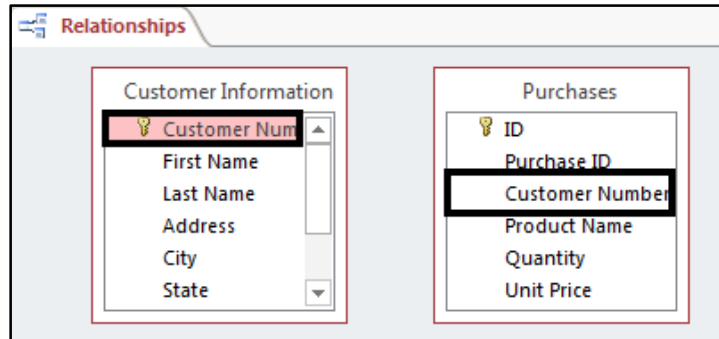 Relationships
Customer Information
Customer Num
First Name
Last Name
Address
City
State
Purchases
ID
Purchase ID
Customer Number
Product Name
Quantity
Unit Price